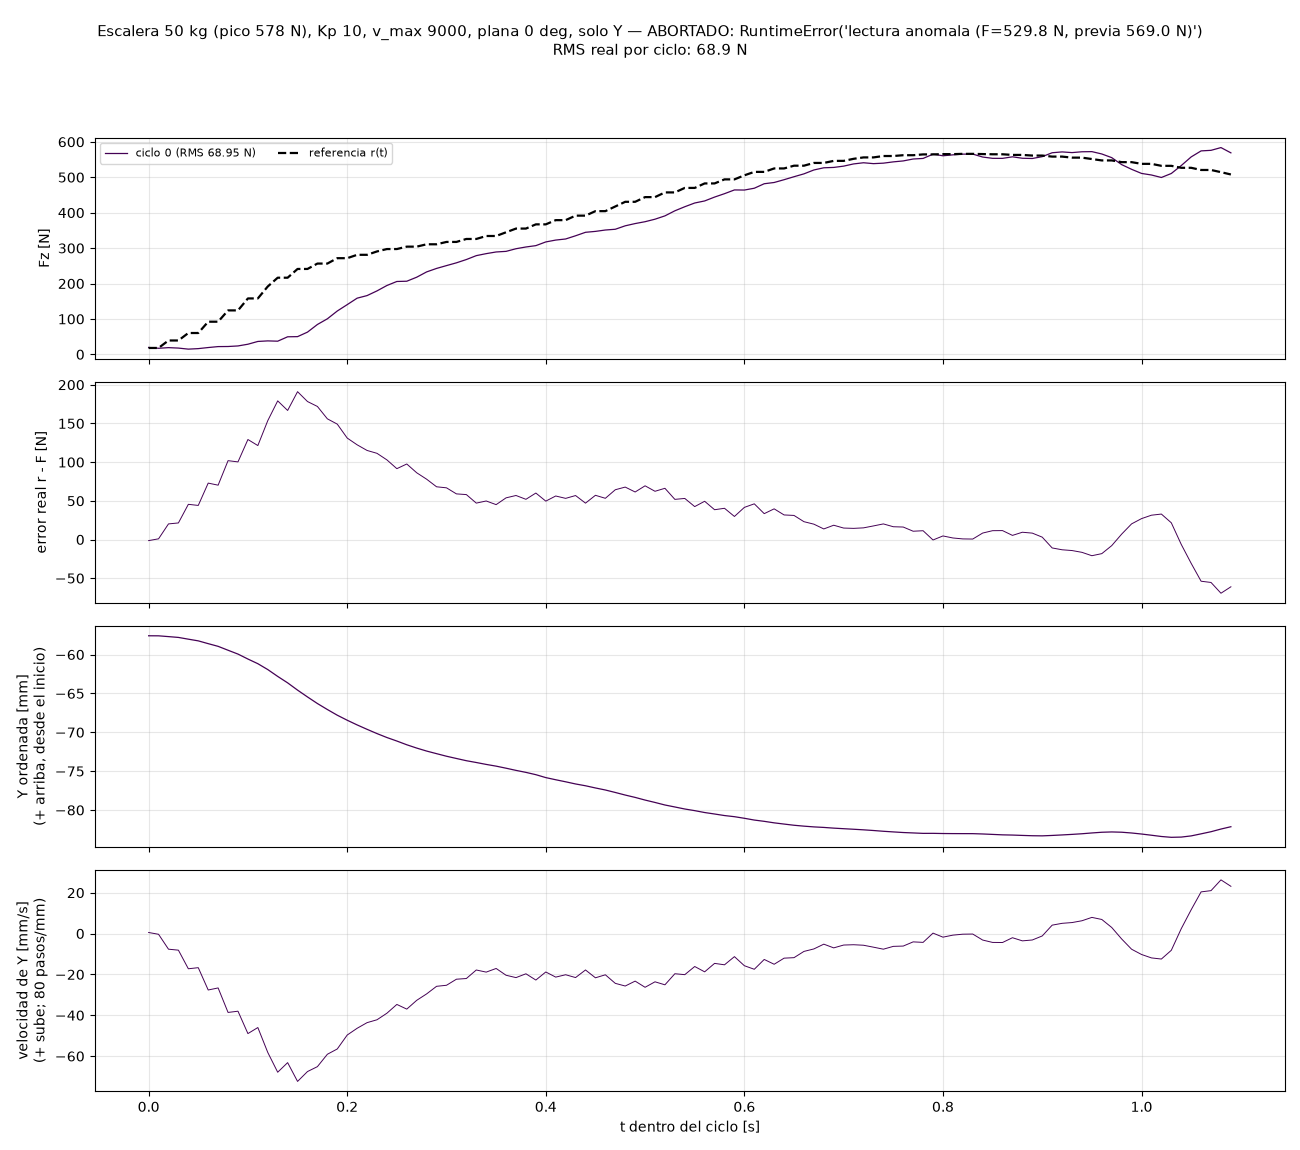 Escalera 50 kg (pico 578 N), Kp 10, v_max 9000, plana 0 deg, solo Y — ABORTADO: RuntimeError('lectura anomala (F=529.8 N, previa 569.0 N)')
RMS real por ciclo: 68.9 N
600
500
400
300
200
100
0
Fz [N]
ciclo 0 (RMS 68.95 N)
referencia r(t)
200
150
100
50
0
−50
error real r - F [N]
−60
−65
−70
−75
−80
Y ordenada [mm]
(+ arriba, desde el inicio)
20
0
−20
−40
−60
velocidad de Y [mm/s]
(+ sube; 80 pasos/mm)
0.0
0.2
0.4
0.6
0.8
1.0
t dentro del ciclo [s]